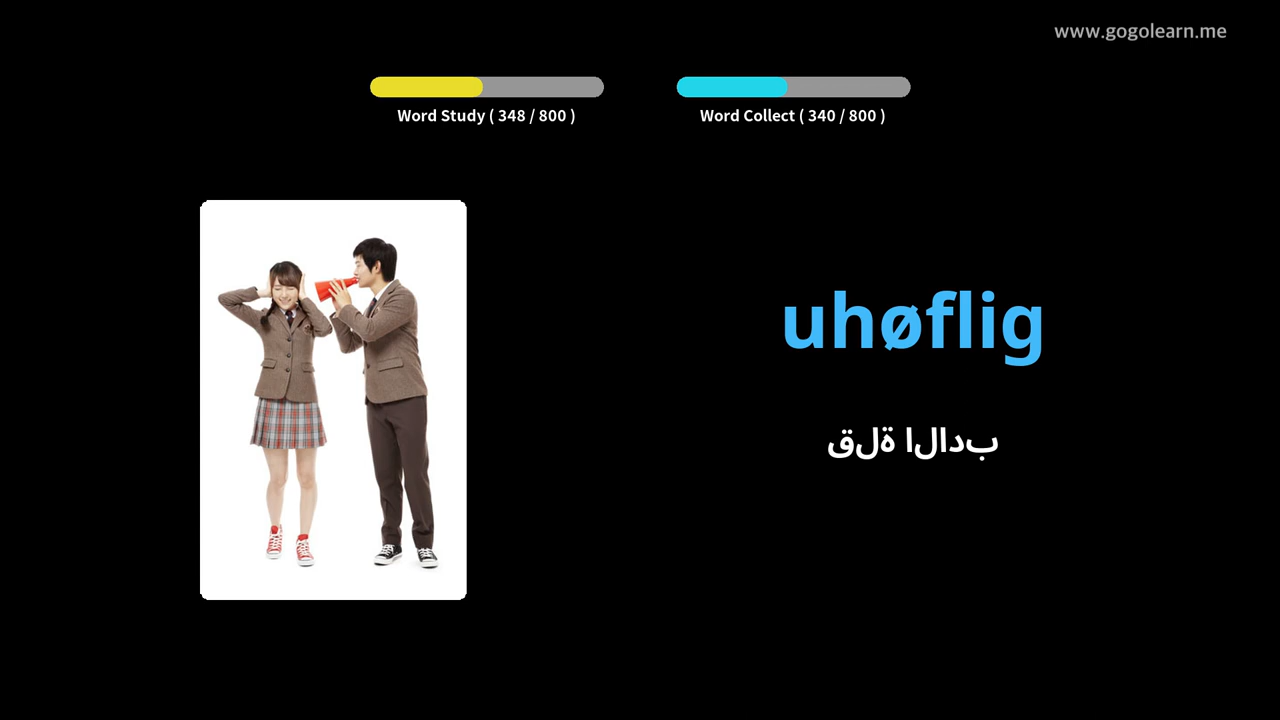 www.gogolearn.me
Word Study ( 348 / 800 )
Word Collect ( 340 / 800 )
uhøflig
قلة الادب